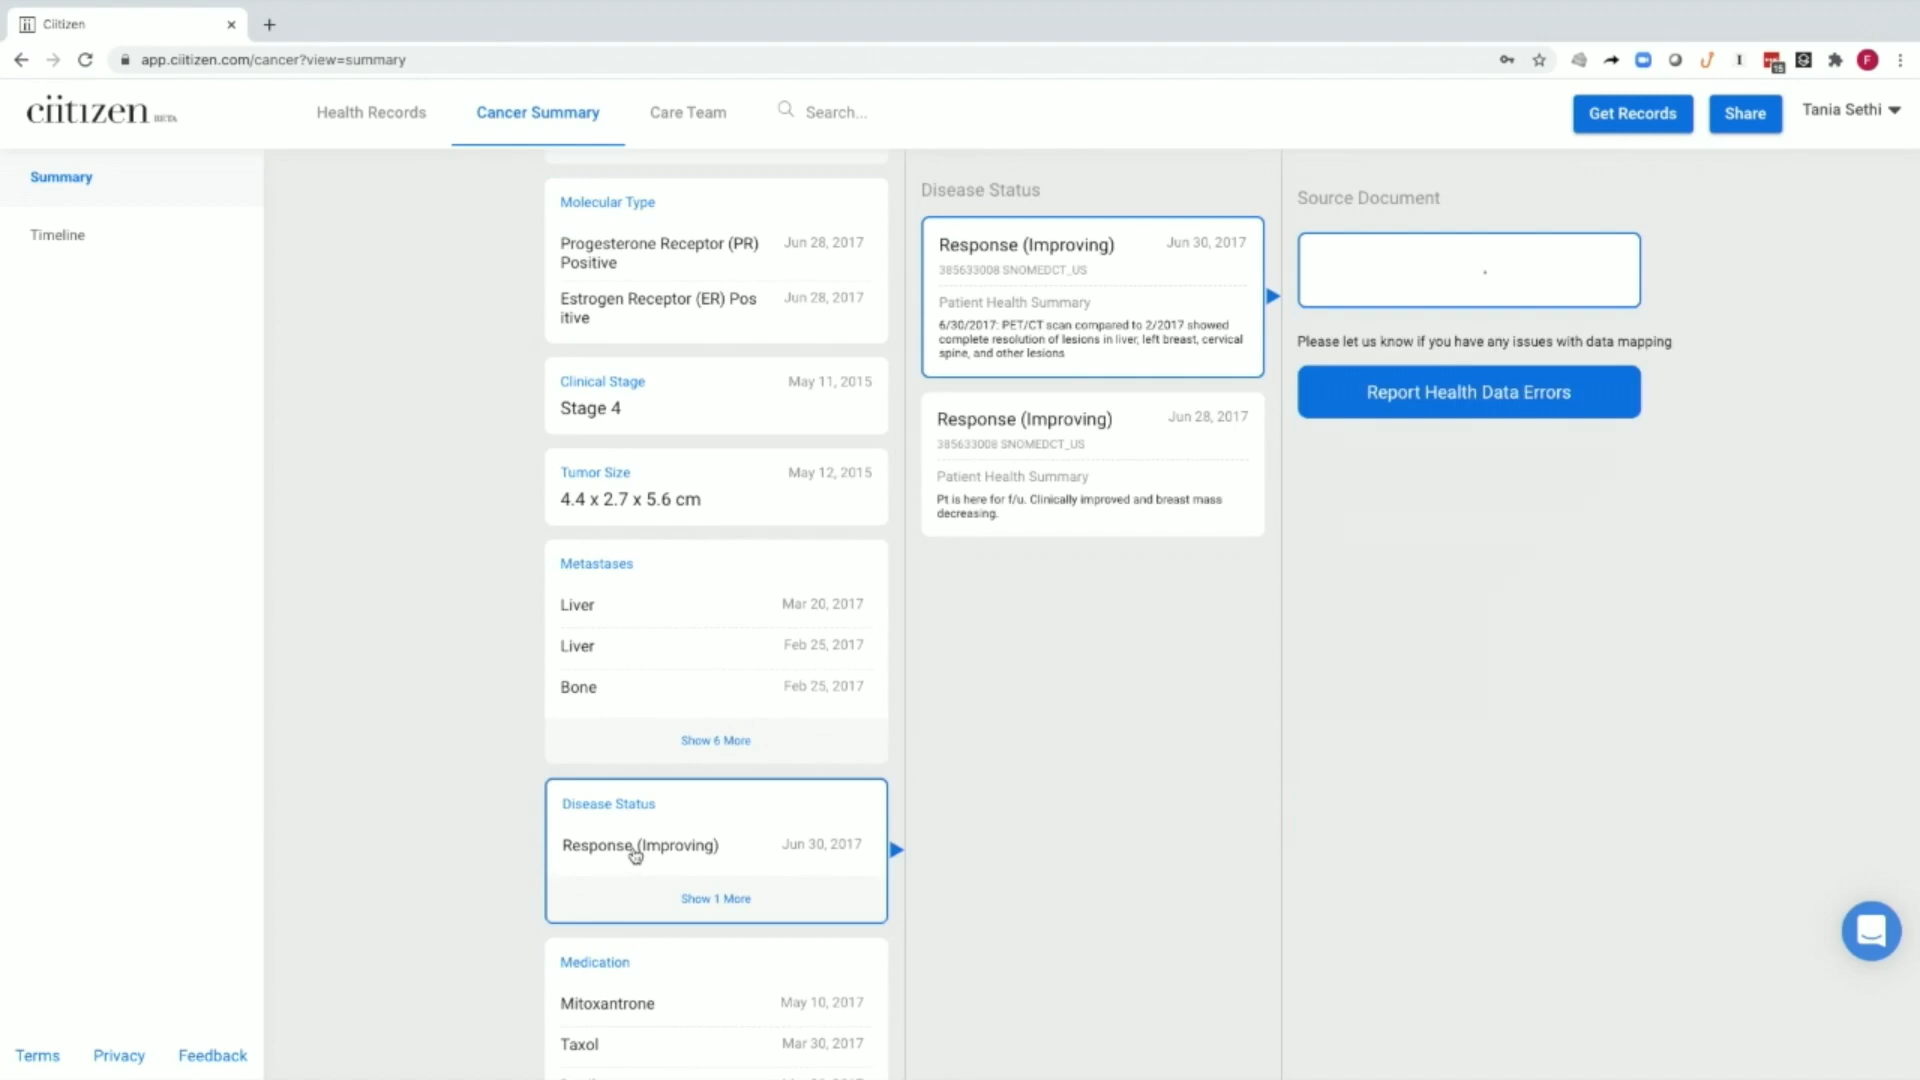 Ciitizen
app.ciitizen.com/cancer?view=summary
15
F
ciitizen BETA
Health Records
Cancer Summary
Care Team
Search...
Get Records
Share
Tania Sethi
Summary
Timeline
Molecular Type
Progesterone Receptor (PR) Jun 28, 2017
Positive
Estrogen Receptor (ER) Pos Jun 28, 2017
itive
Clinical Stage May 11, 2015
Stage 4
Tumor Size May 12, 2015
4.4 x 2.7 x 5.6 cm
Metastases
Liver Mar 20, 2017
Liver Feb 25, 2017
Bone Feb 25, 2017
Show 6 More
Disease Status
Response (Improving) Jun 30, 2017
Show 1 More
Medication
Mitoxantrone May 10, 2017
Taxol Mar 30, 2017
Disease Status
Response (Improving) Jun 30, 2017
385633008 SNOMEDCT_US
Patient Health Summary
6/30/2017: PET/CT scan compared to 2/2017 showed
complete resolution of lesions in liver, left breast, cervical
spine, and other lesions
Response (Improving) Jun 28, 2017
385633008 SNOMEDCT_US
Patient Health Summary
Pt is here for f/u. Clinically improved and breast mass
decreasing.
Source Document
Please let us know if you have any issues with data mapping
Report Health Data Errors
Terms
Privacy
Feedback